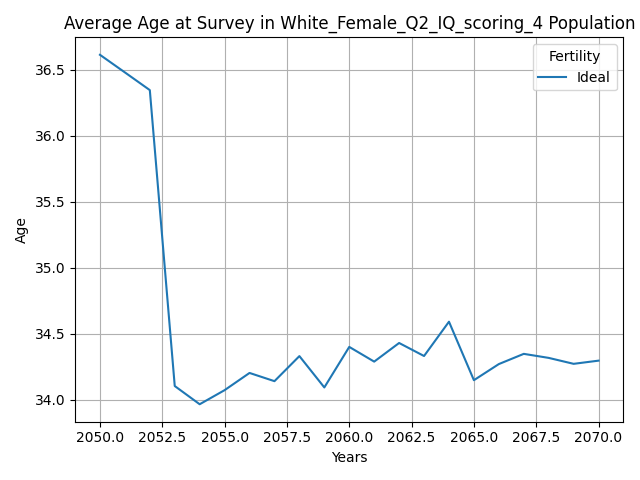 Average Age at Survey in White_Female_Q2_IQ_scoring_4 Population
Fertility
Ideal
Age
36.5
36.0
35.5
35.0
34.5
34.0
2050.0 2052.5 2055.0 2057.5 2060.0 2062.5 2065.0 2067.5 2070.0
Years